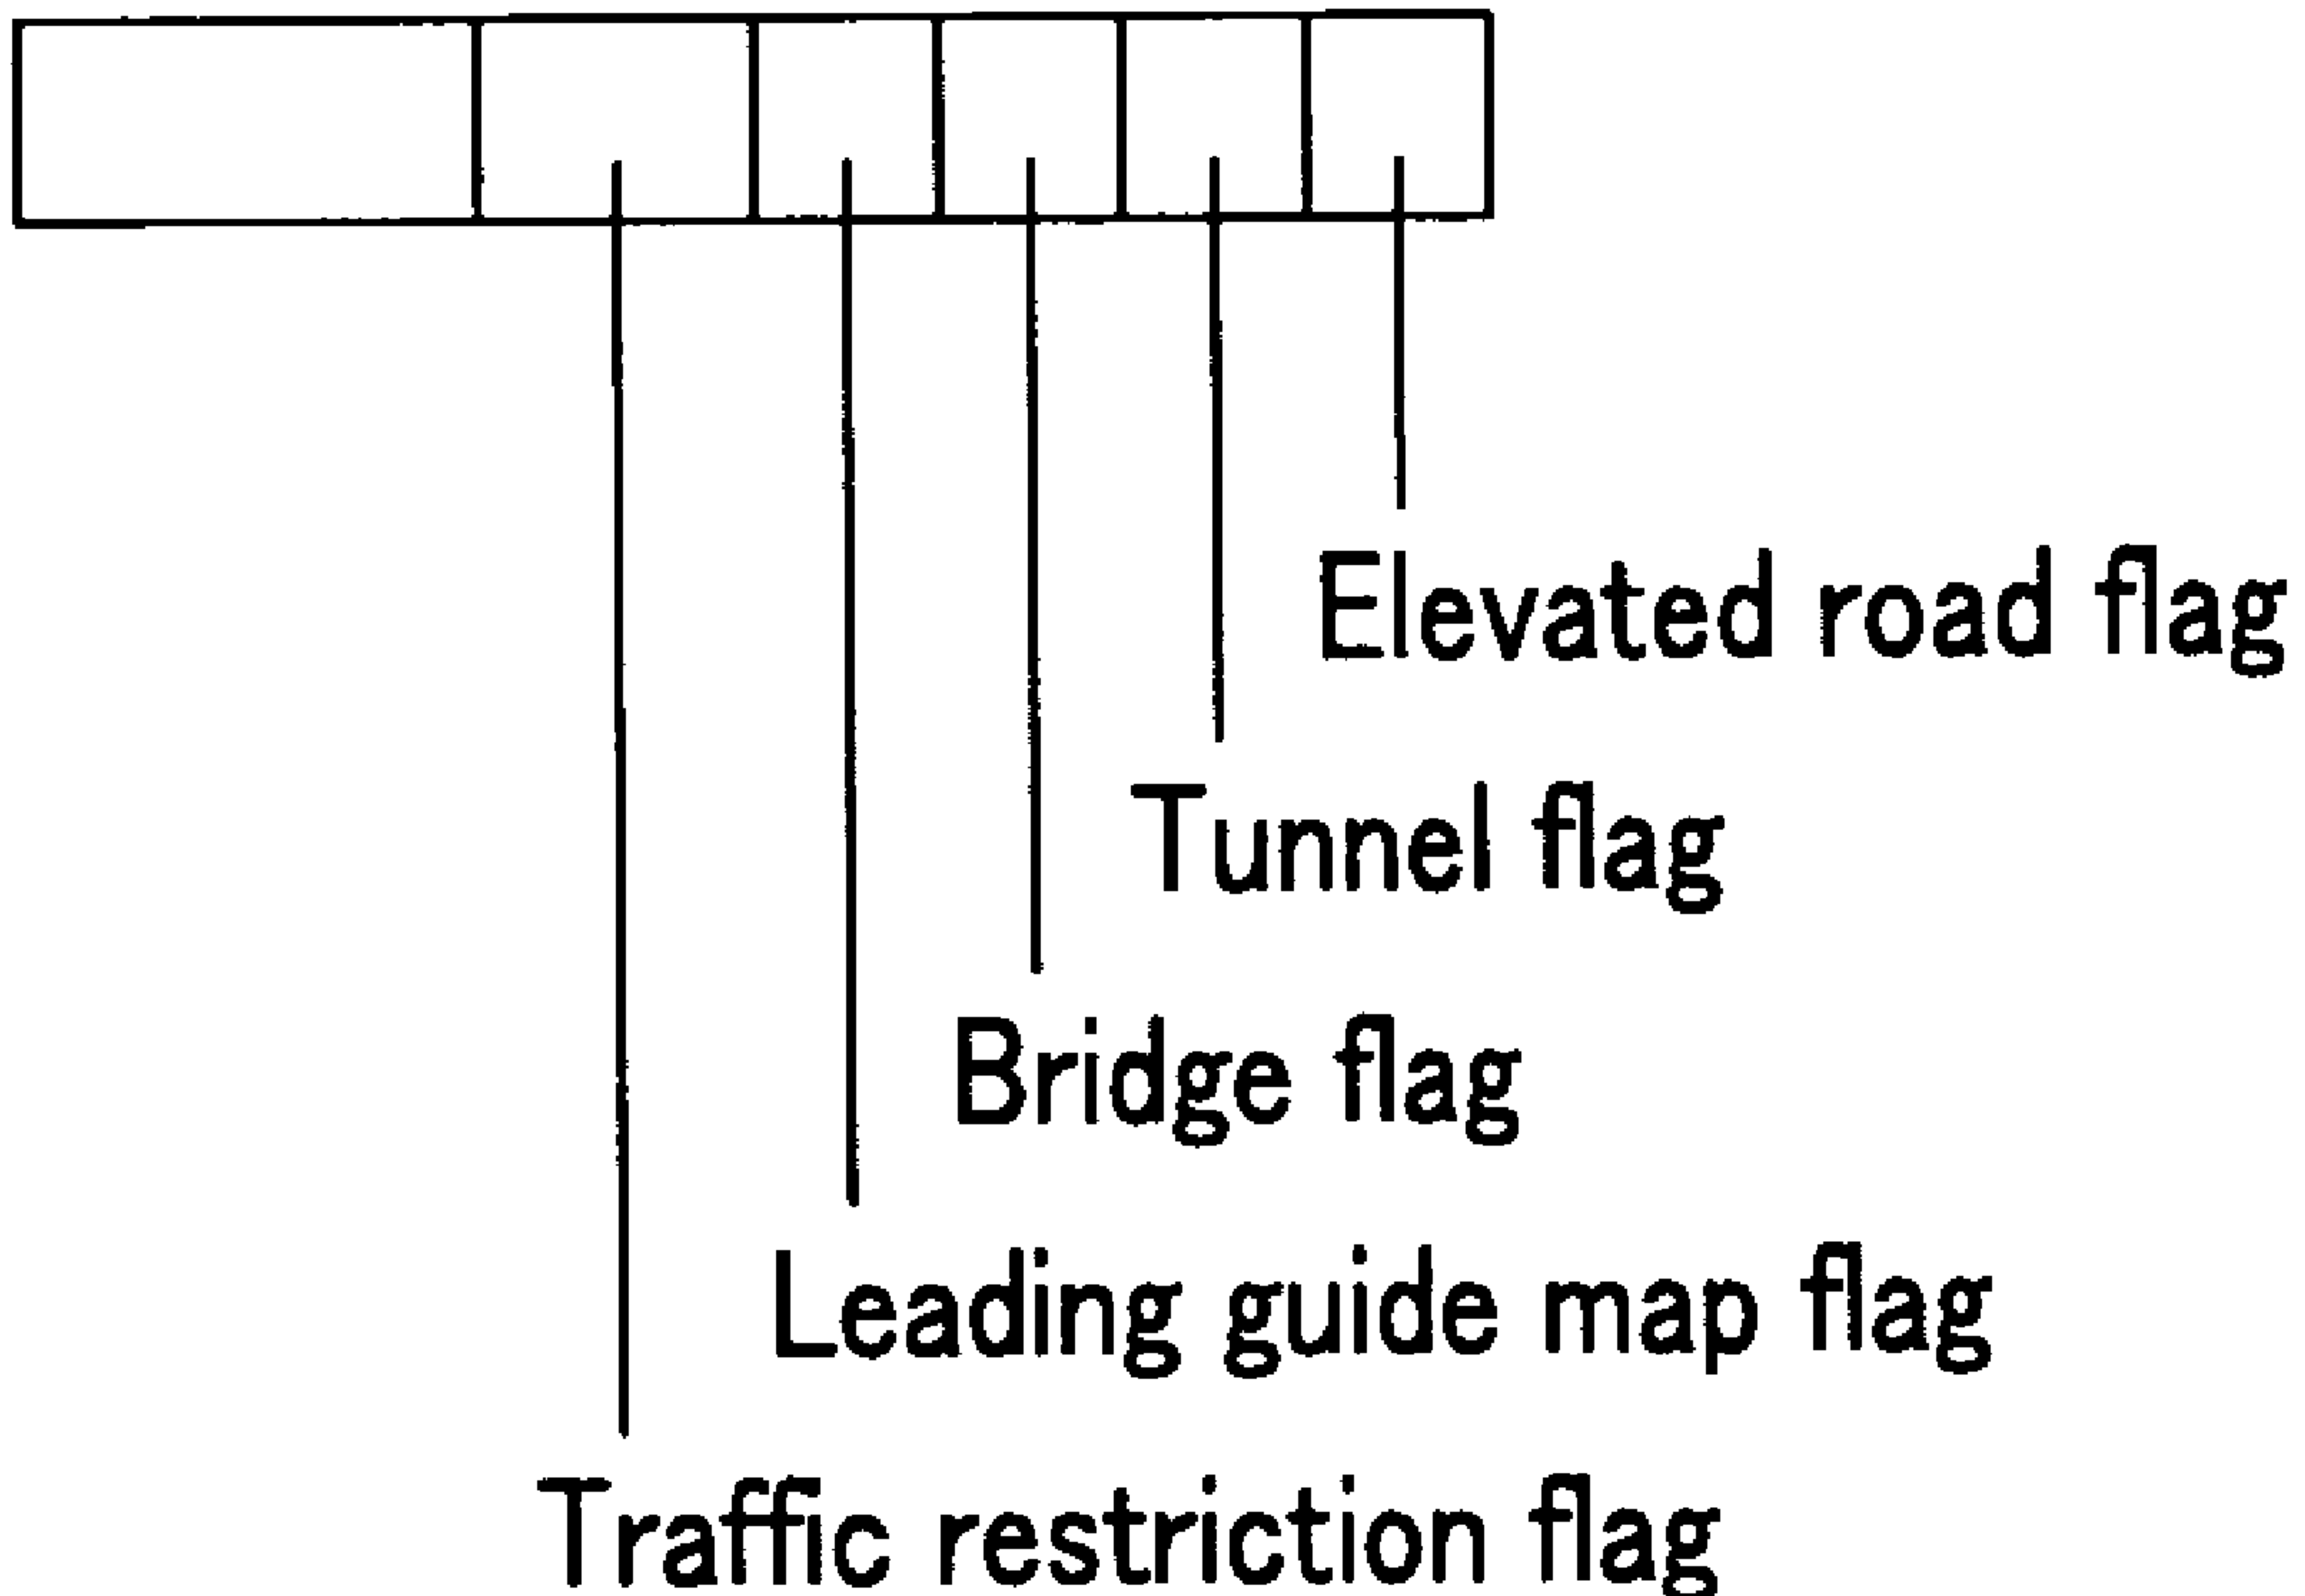 Elevated road flag
Tunnel flag
Bridge flag
Leading guide map flag
Traffic restriction flag